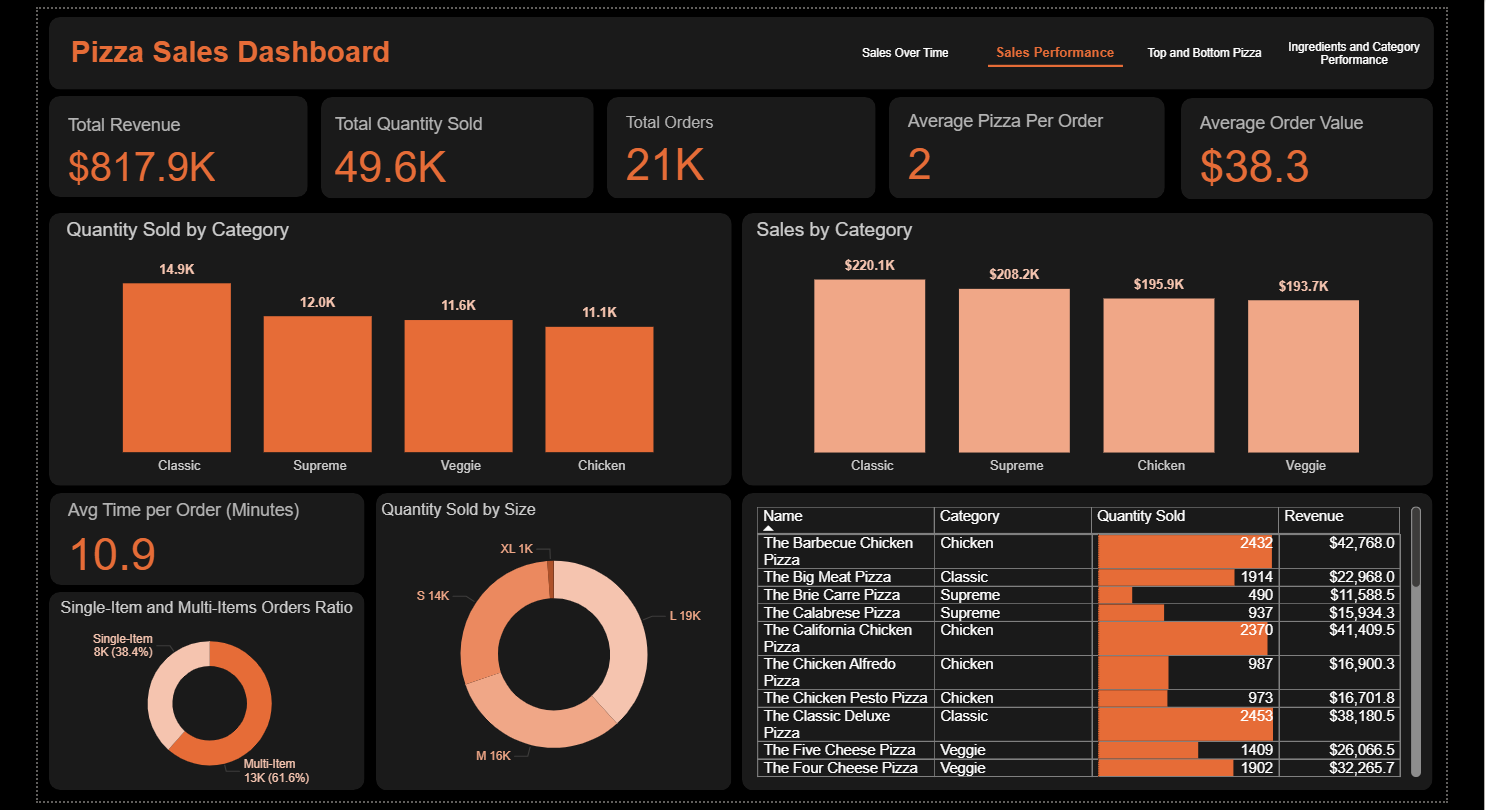 Pizza Sales Dashboard
Sales Over Time
Sales Performance
Top and Bottom Pizza
Ingredients and Category
Performance
Total Revenue
$817.9K
Total Quantity Sold
49.6K
Total Orders
21K
Average Pizza Per Order
2
Average Order Value
$38.3
Quantity Sold by Category
14.9K
12.0K
11.6K
11.1K
Classic
Supreme
Veggie
Chicken
Sales by Category
$220.1K
$208.2K
$195.9K
$193.7K
Classic
Supreme
Chicken
Veggie
Avg Time per Order (Minutes)
10.9
Single-Item and Multi-Items Orders Ratio
Single-Item
8K (38.4%)
Multi-Item
13K (61.6%)
Quantity Sold by Size
XL 1K
S 14K
L 19K
M 16K
Name Category Quantity Sold Revenue
The Barbecue Chicken Chicken 2432 $42,768.0
Pizza
The Big Meat Pizza Classic 1914 $22,968.0
The Brie Carre Pizza Supreme 490 $11,588.5
The Calabrese Pizza Supreme 937 $15,934.3
The California Chicken Chicken 2370 $41,409.5
Pizza
The Chicken Alfredo Chicken 987 $16,900.3
Pizza
The Chicken Pesto Pizza Chicken 973 $16,701.8
The Classic Deluxe Classic 2453 $38,180.5
Pizza
The Five Cheese Pizza Veggie 1409 $26,066.5
The Four Cheese Pizza Veggie 1902 $32,265.7